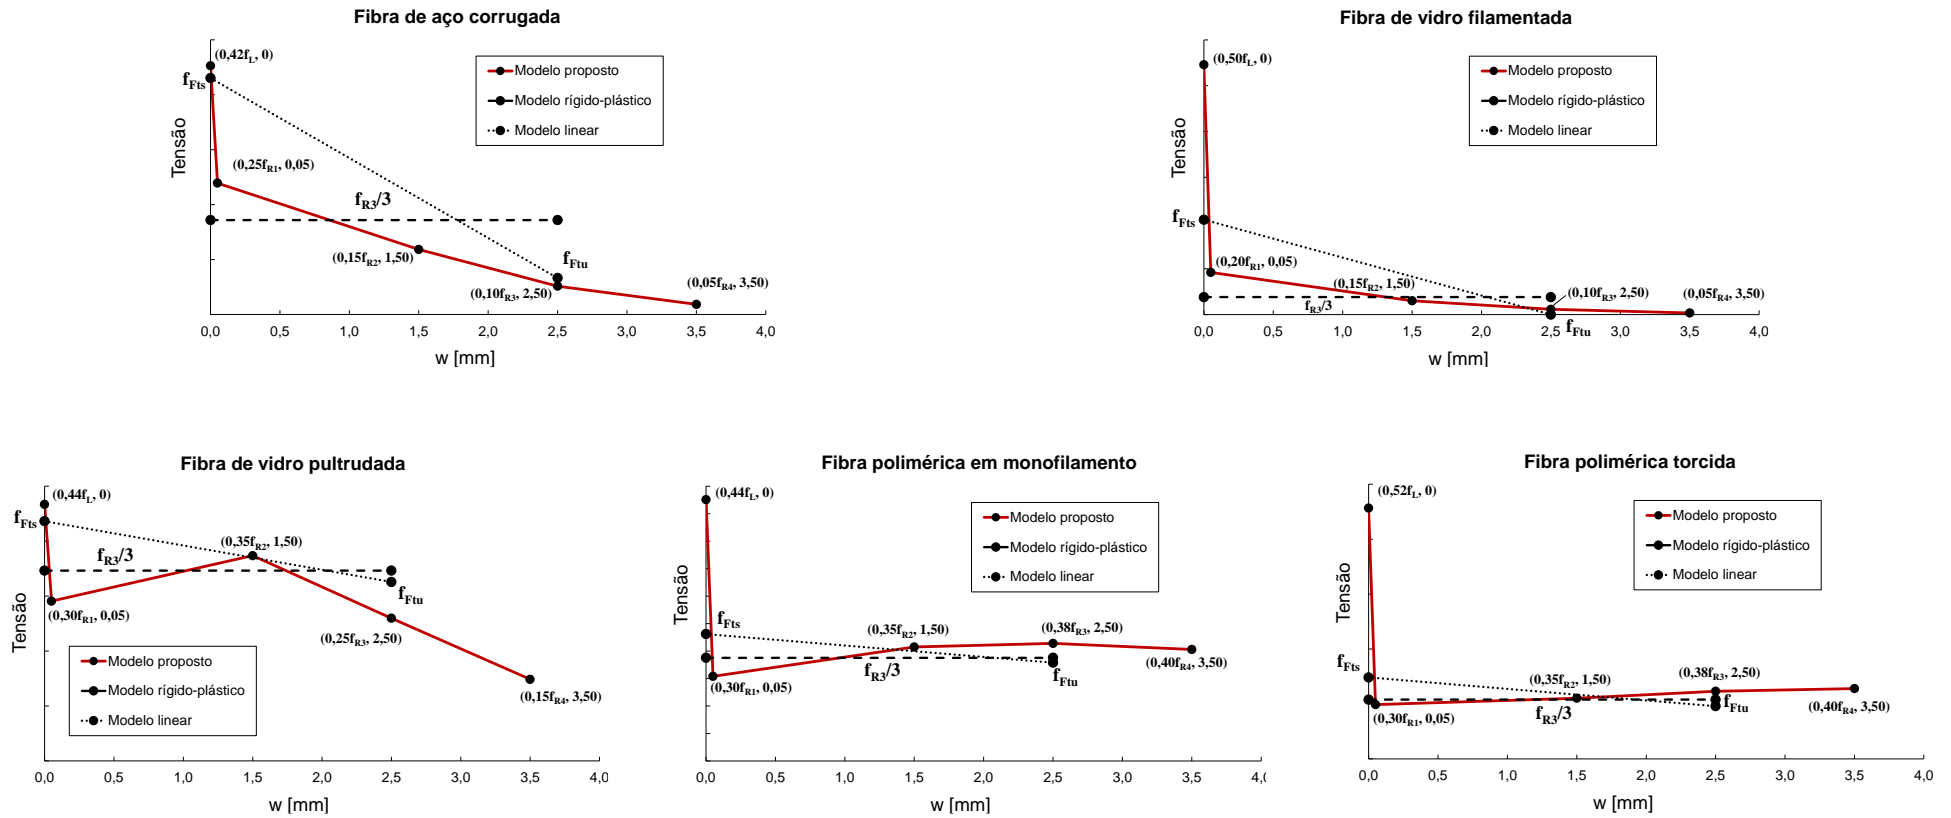 Fibra de aço corrugada
(0,42fL, 0)
fFts
Modelo proposto
Modelo rígido-plástico
Modelo linear
Tensão
(0,25fR1, 0,05)
fR3/3
(0,15fR2, 1,50)
fFtu
(0,10fR3, 2,50)
(0,05fR4, 3,50)
0,0 0,5 1,0 1,5 2,0 2,5 3,0 3,5 4,0
w [mm]
Fibra de vidro filamentada
(0,50fL, 0)
Modelo proposto
Modelo rígido-plástico
Modelo linear
Tensão
fFts
(0,20fR1, 0,05)
(0,15fR2, 1,50)
fR3/3
(0,10fR3, 2,50)
(0,05fR4, 3,50)
fFtu
0,0 0,5 1,0 1,5 2,0 2,5 3,0 3,5 4,0
w [mm]
Fibra de vidro pultrudada
(0,44fL, 0)
fFts
(0,35fR2, 1,50)
fR3/3
fFtu
(0,30fR1, 0,05)
(0,25fR3, 2,50)
Tensão
Modelo proposto
Modelo rígido-plástico
Modelo linear
(0,15fR4, 3,50)
0,0 0,5 1,0 1,5 2,0 2,5 3,0 3,5 4,0
w [mm]
Fibra polimérica em monofilamento
(0,44fL, 0)
Modelo proposto
Modelo rígido-plástico
Modelo linear
Tensão
fFts
(0,35fR2, 1,50)
(0,38fR3, 2,50)
fR3/3
(0,40fR4, 3,50)
fFtu
(0,30fR1, 0,05)
0,0 0,5 1,0 1,5 2,0 2,5 3,0 3,5 4,0
w [mm]
Fibra polimérica torcida
(0,52fL, 0)
Modelo proposto
Modelo rígido-plástico
Modelo linear
Tensão
fFts
(0,35fR2, 1,50)
(0,38fR3, 2,50)
fFtu
(0,40fR4, 3,50)
(0,30fR1, 0,05)
fR3/3
0,0 0,5 1,0 1,5 2,0 2,5 3,0 3,5 4,0
w [mm]